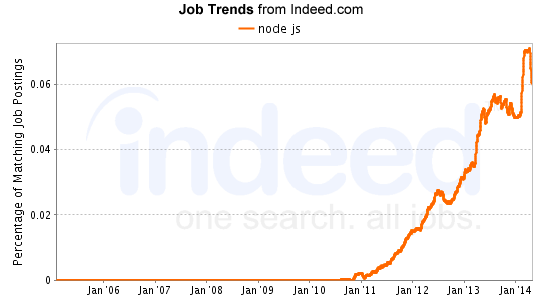 Job Trends from Indeed.com
node js
Percentage of Matching Job Postings
0.06
0.04
0.02
0
indeed
one search. all jobs.
Jan'06 Jan'07 Jan'08 Jan'09 Jan'10 Jan'11 Jan'12 Jan'13 Jan'14